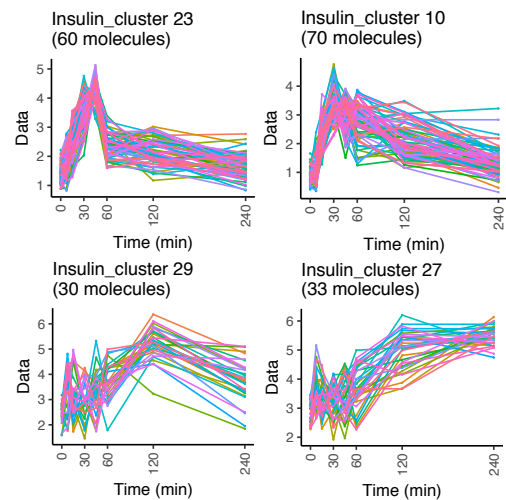 Insulin_cluster 23
(60 molecules)
5
4
3
2
1
Data
0
30
60
120
240
Time (min)
Insulin_cluster 10
(70 molecules)
4
3
2
1
Data
0
30
60
120
240
Time (min)
Insulin_cluster 29
(30 molecules)
6
5
4
3
2
Data
0
30
60
120
240
Time (min)
Insulin_cluster 27
(33 molecules)
6
5
4
3
2
Data
0
30
60
120
240
Time (min)